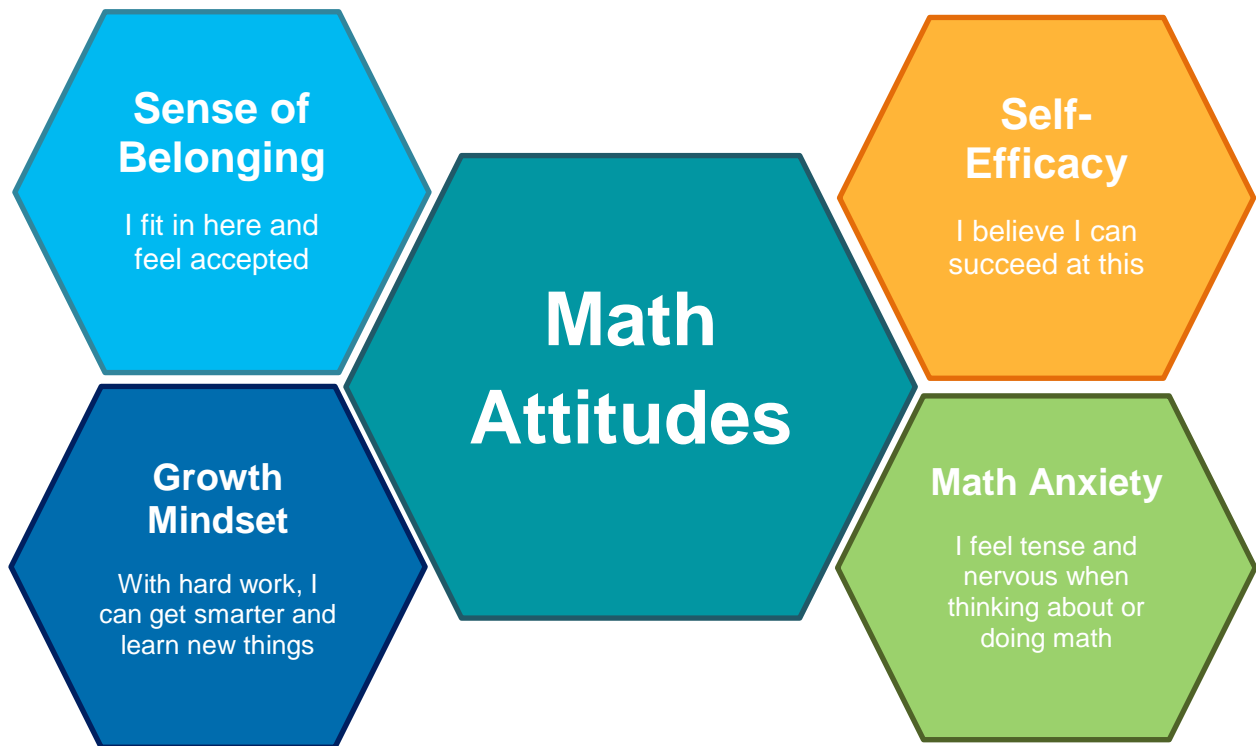 Sense of
Belonging
I fit in here and
feel accepted
Self-
Efficacy
I believe I can
succeed at this
Math
Attitudes
Growth
Mindset
With hard work, I
can get smarter and
learn new things
Math Anxiety
I feel tense and
nervous when
thinking about or
doing math